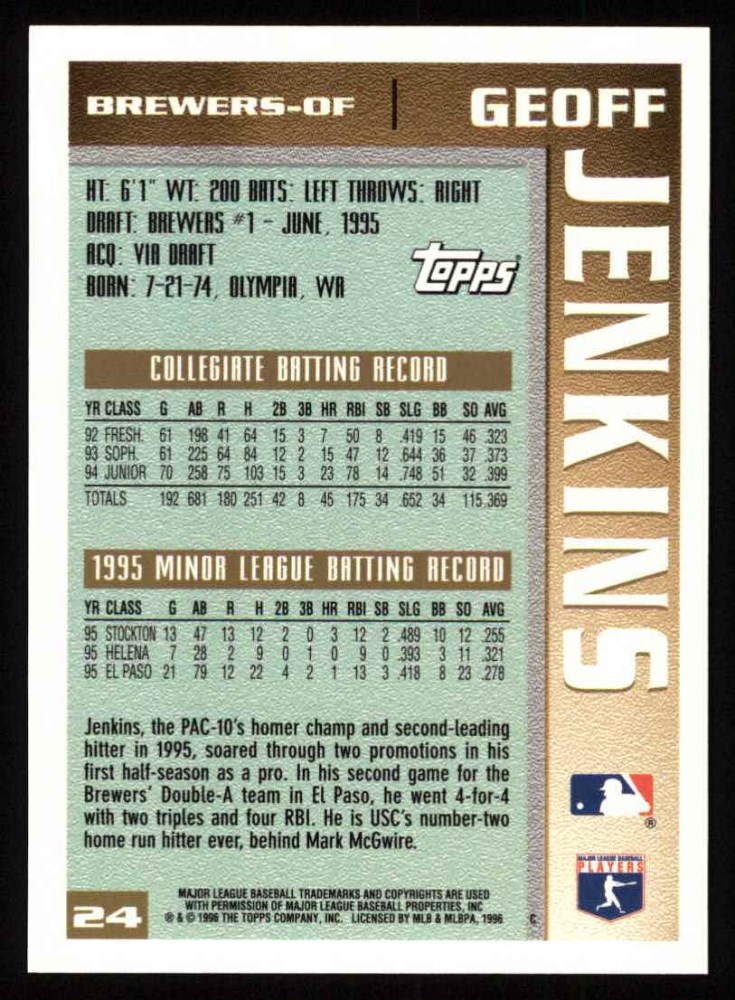 BREWERS-OF
GEOFF
JENKINS
HT: 6'1" WT: 200 BATS: LEFT THROWS: RIGHT
DRAFT: BREWERS #1 - JUNE, 1995
ACQ: VIA DRAFT
BORN: 7-21-74, OLYMPIA, WA
TOPPS
COLLEGIATE BATTING RECORD
YR CLASS G AB R H 2B 3B HR RBI SB SLG BB SO AVG
92 FRESH. 61 198 41 64 15 3 7 50 8 .419 15 46 .323
93 SOPH. 61 225 64 84 12 2 15 47 12 .644 36 37 .373
94 JUNIOR 70 258 75 103 15 3 23 78 14 .748 51 32 .399
TOTALS 192 681 180 251 42 8 45 175 34 .652 34 115 .369
1995 MINOR LEAGUE BATTING RECORD
YR CLASS G AB R H 2B 3B HR RBI SB SLG BB SO AVG
95 STOCKTON 13 47 13 12 2 0 3 12 2 .489 10 12 .255
95 HELENA 7 28 2 9 0 1 0 9 0 .393 3 11 .321
95 EL PASO 21 79 12 22 4 2 1 13 3 .418 8 23 .278
Jenkins, the PAC-10's homer champ and second-leading
hitter in 1995, soared through two promotions in his
first half-season as a pro. In his second game for the
Brewers' Double-A team in El Paso, he went 4-for-4
with two triples and four RBI. He is USC's number-two
home run hitter ever, behind Mark McGwire.
®
MAJOR LEAGUE BASEBALL
PLAYERS
24
MAJOR LEAGUE BASEBALL TRADEMARKS AND COPYRIGHTS ARE USED
WITH PERMISSION OF MAJOR LEAGUE BASEBALL PROPERTIES, INC
® & © 1996 THE TOPPS COMPANY, INC. LICENSED BY MLB & MLBPA, 1996 C